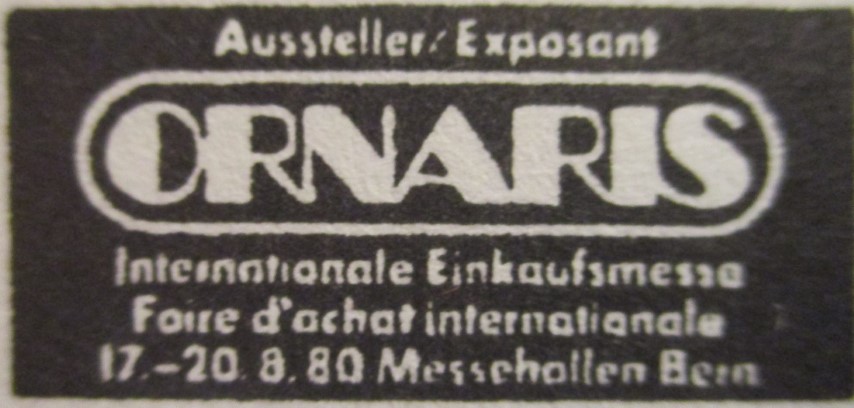 Aussteller/Exposant
ORNARIS
Internationale Einkaufsmesse
Foire d'achat internationale
17.-20.8.80 Messehallen Bern